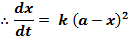 ∴ dx/dt = k (a − x)²